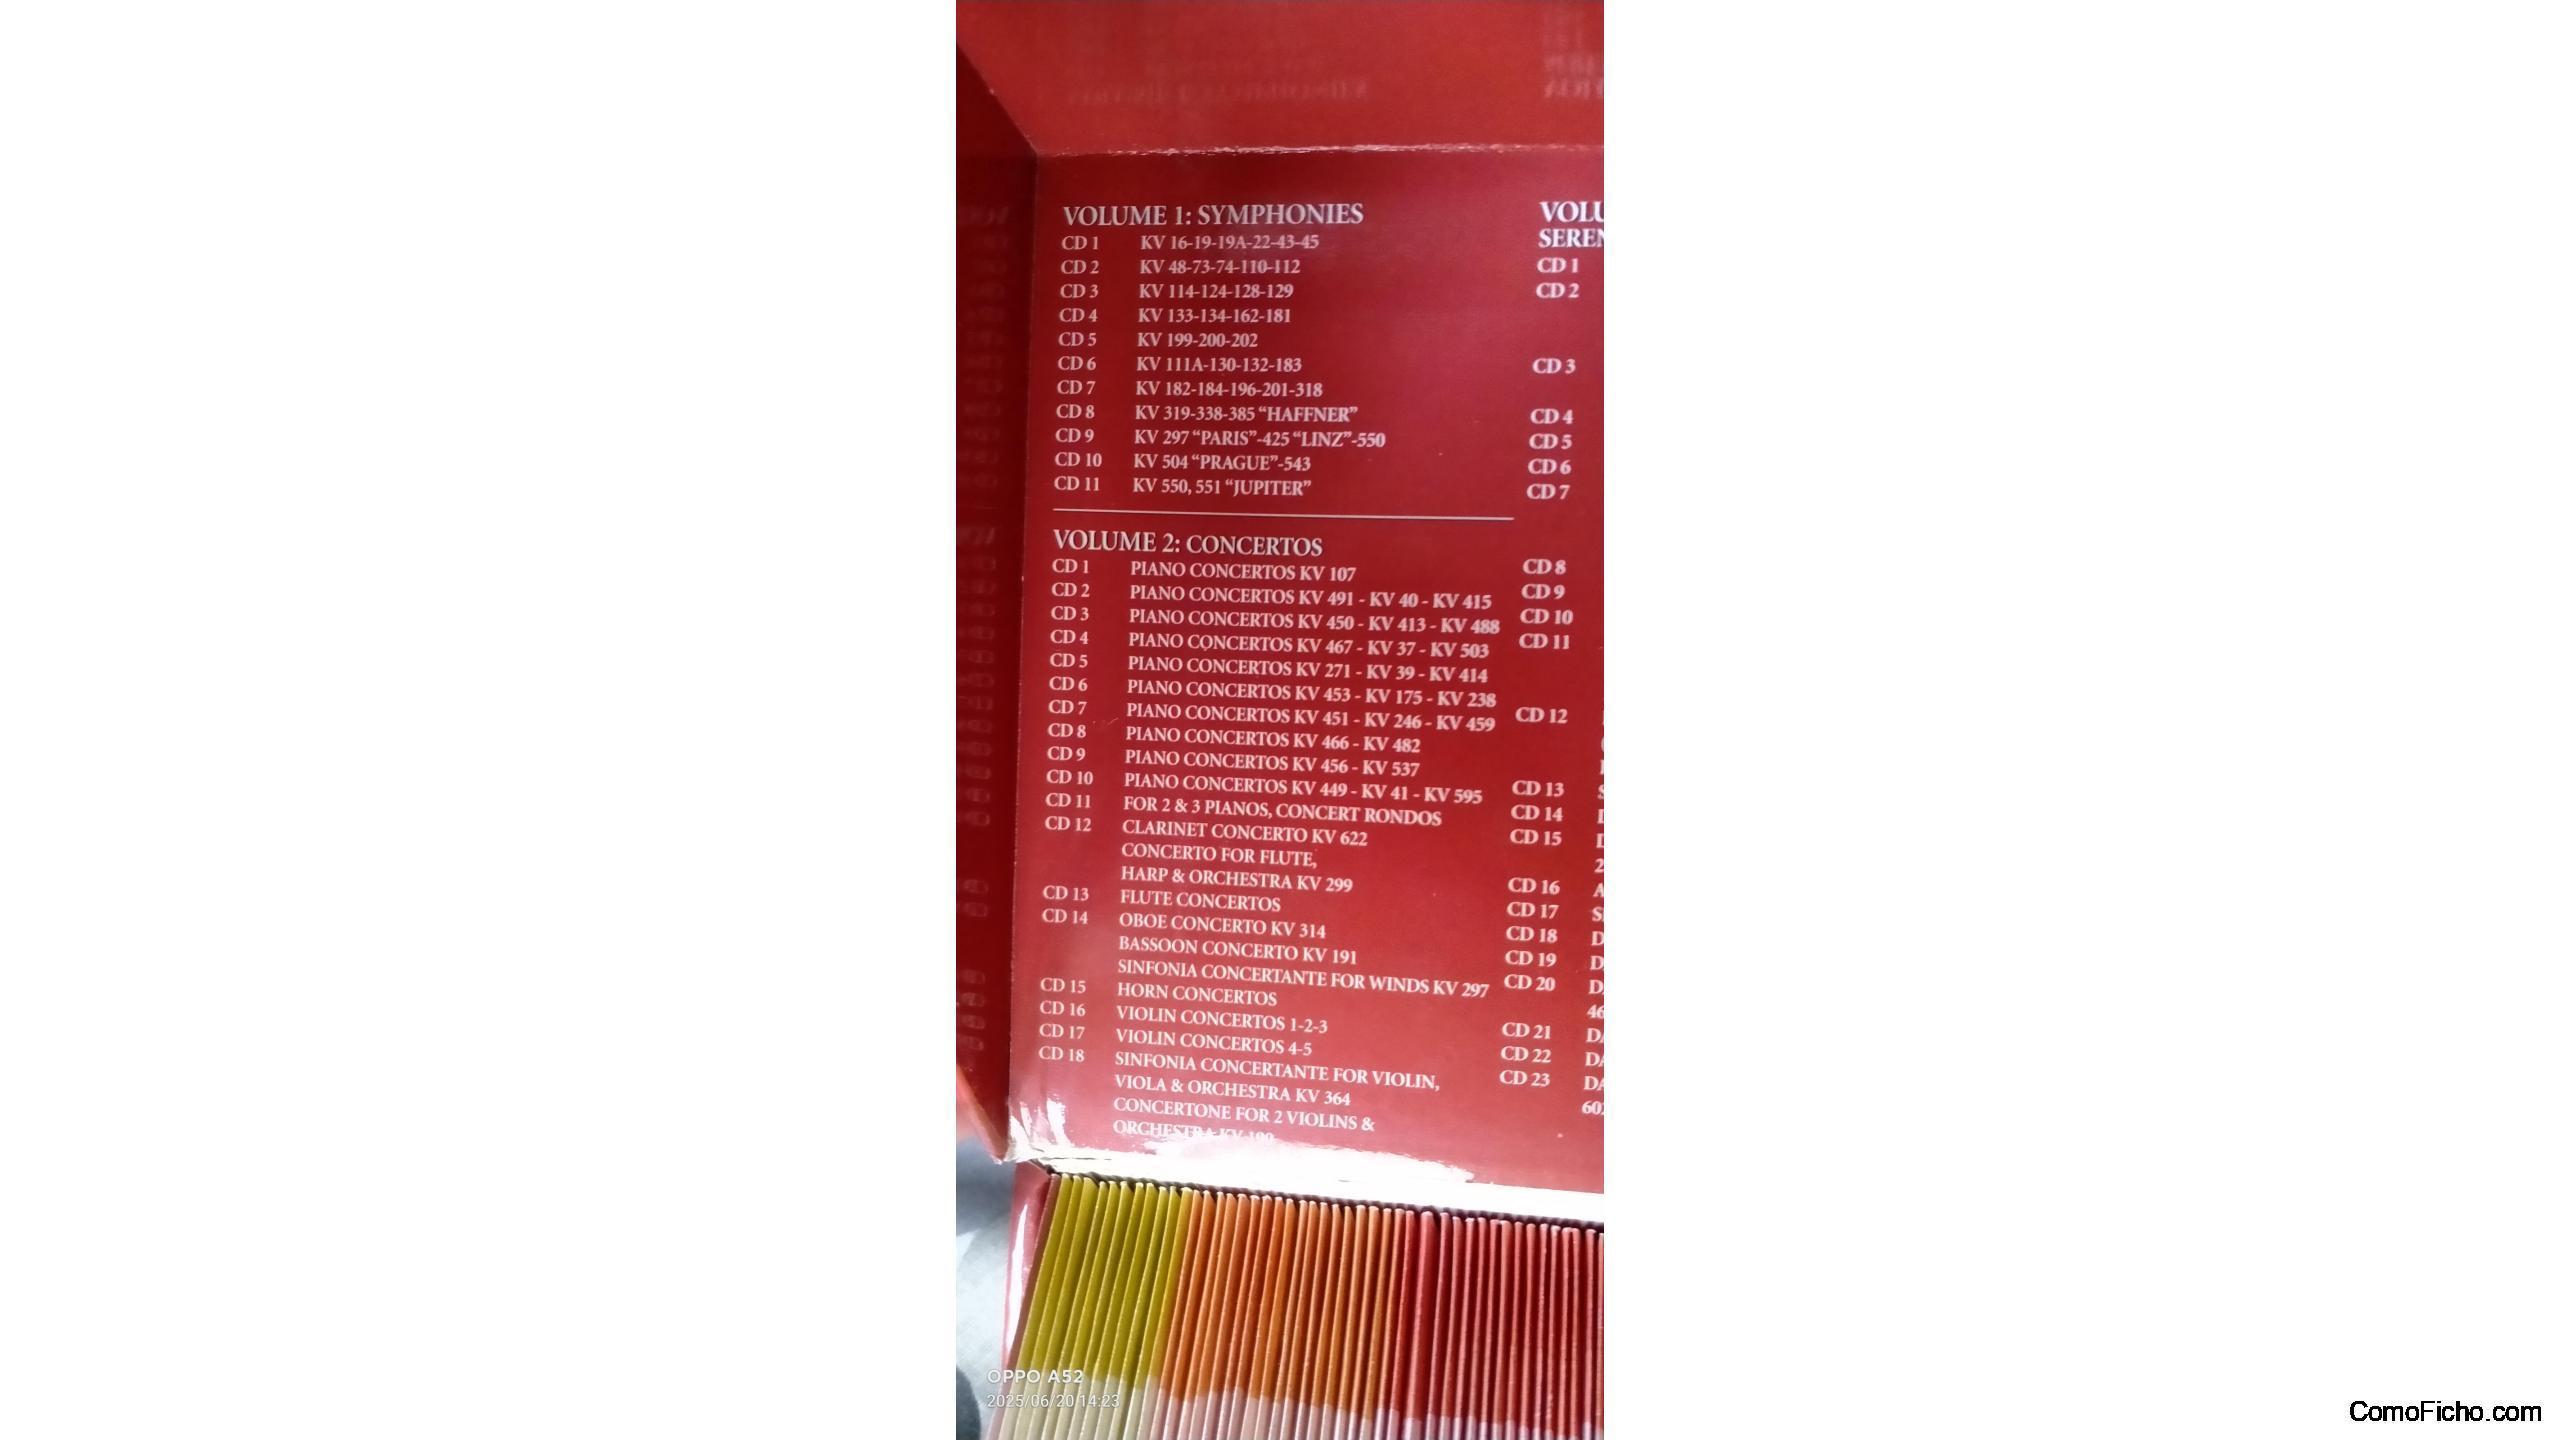 VOLUME 1: SYMPHONIES
CD 1 KV 16-19-19A-22-43-45
CD 2 KV 48-73-74-110-112
CD 3 KV 114-124-128-129
CD 4 KV 133-134-162-181
CD 5 KV 199-200-202
CD 6 KV 111A-130-132-183
CD 7 KV 182-184-196-201-318
CD 8 KV 319-338-385 “HAFFNER”
CD 9 KV 297 “PARIS”-425 “LINZ”-550
CD 10 KV 504 “PRAGUE”-543
CD 11 KV 550, 551 “JUPITER”
VOLUME 2: CONCERTOS
CD 1 PIANO CONCERTOS KV 107
CD 2 PIANO CONCERTOS KV 491 - KV 40 - KV 415
CD 3 PIANO CONCERTOS KV 450 - KV 413 - KV 488
CD 4 PIANO CONCERTOS KV 467 - KV 37 - KV 503
CD 5 PIANO CONCERTOS KV 271 - KV 39 - KV 414
CD 6 PIANO CONCERTOS KV 453 - KV 175 - KV 238
CD 7 PIANO CONCERTOS KV 451 - KV 246 - KV 459
CD 8 PIANO CONCERTOS KV 466 - KV 482
CD 9 PIANO CONCERTOS KV 456 - KV 537
CD 10 PIANO CONCERTOS KV 449 - KV 41 - KV 595
CD 11 FOR 2 & 3 PIANOS, CONCERT RONDOS
CD 12 CLARINET CONCERTO KV 622
CONCERTO FOR FLUTE,
HARP & ORCHESTRA KV 299
CD 13 FLUTE CONCERTOS
CD 14 OBOE CONCERTO KV 314
BASSOON CONCERTO KV 191
SINFONIA CONCERTANTE FOR WINDS KV 297
CD 15 HORN CONCERTOS
CD 16 VIOLIN CONCERTOS 1-2-3
CD 17 VIOLIN CONCERTOS 4-5
CD 18 SINFONIA CONCERTANTE FOR VIOLIN,
VIOLA & ORCHESTRA KV 364
CONCERTONE FOR 2 VIOLINS &
ORCHESTRA KV 190
VOLU
SEREN
CD 1
CD 2
CD 3
CD 4
CD 5
CD 6
CD 7
CD 8
CD 9
CD 10
CD 11
CD 12
CD 13
CD 14
CD 15
CD 16
CD 17
CD 18
CD 19
CD 20
46
CD 21 DA
CD 22 DA
CD 23 DA
602
OPPO A52
2025/06/20 14:23
ComoFicho.com